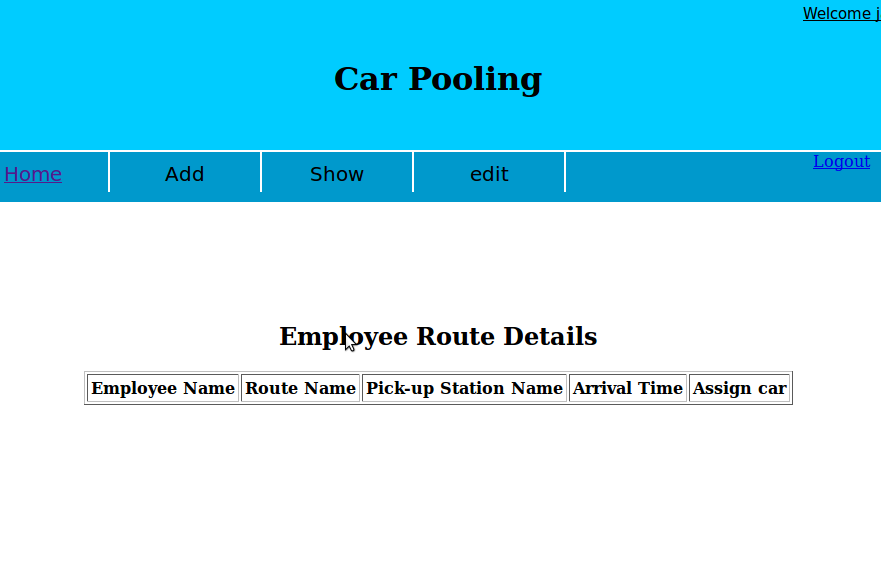 Welcome j
Car Pooling
Home Add Show edit Logout
Employee Route Details
Employee Name Route Name Pick-up Station Name Arrival Time Assign car